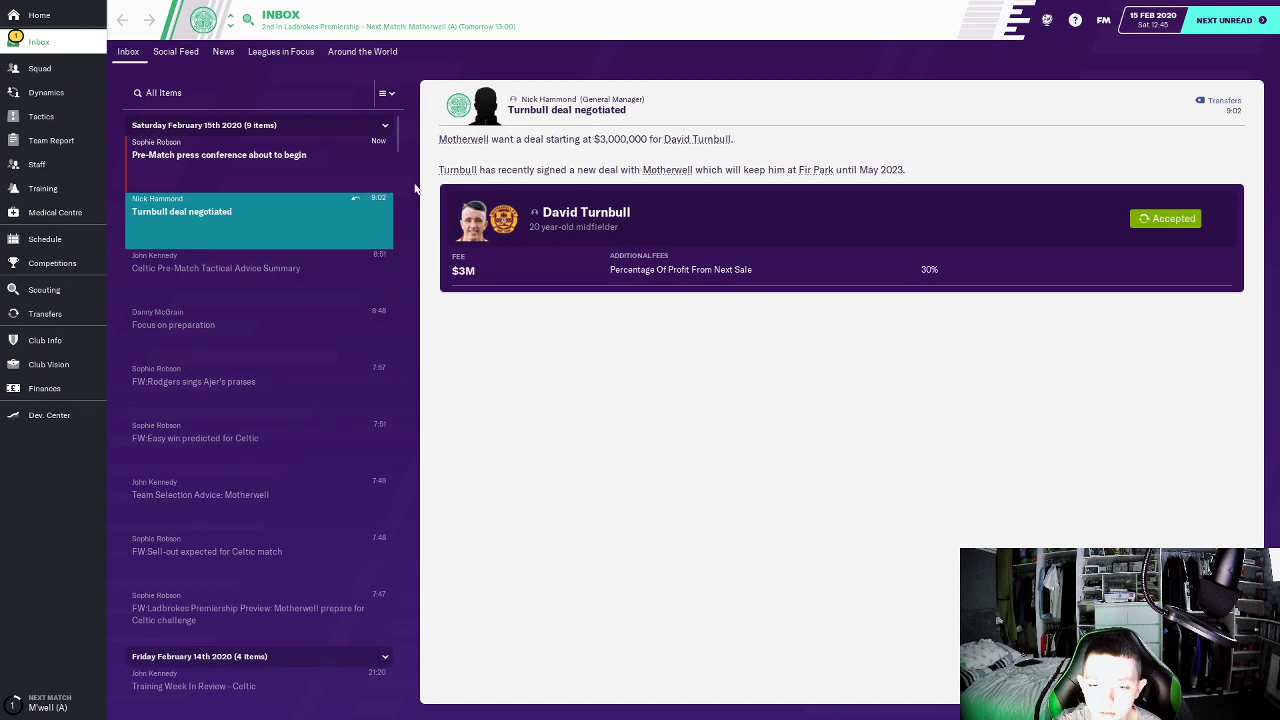 INBOX
2nd in Ladbrokes Premiership - Next Match: Motherwell (A) (Tomorrow 13:00)
FM
15 FEB 2020
Sat 12:45
NEXT UNREAD
1
Inbox
Squad
Dynamics
Tactics
Team Report
Staff
Training
Medical Centre
Schedule
Competitions
Scouting
Transfers
Club Info
Club Vision
Finances
Dev. Center
1
NEXT MATCH
M'well (A)
Inbox Social Feed News Leagues in Focus Around the World
All Items
Saturday February 15th 2020 (9 items)
Sophie Robson Now
Pre-Match press conference about to begin
Nick Hammond 9:02
Turnbull deal negotiated
John Kennedy 8:51
Celtic Pre-Match Tactical Advice Summary
Danny McGrain 8:48
Focus on preparation
Sophie Robson 7:57
FW:Rodgers sings Ajer's praises
Sophie Robson 7:51
FW:Easy win predicted for Celtic
John Kennedy 7:49
Team Selection Advice: Motherwell
Sophie Robson 7:48
FW:Sell-out expected for Celtic match
Sophie Robson 7:47
FW:Ladbrokes Premiership Preview: Motherwell prepare for
Celtic challenge
Friday February 14th 2020 (4 items)
John Kennedy 21:20
Training Week In Review - Celtic
Nick Hammond (General Manager)
Turnbull deal negotiated
Transfers
9:02
Motherwell want a deal starting at $3,000,000 for David Turnbull.
Turnbull has recently signed a new deal with Motherwell which will keep him at Fir Park until May 2023.
David Turnbull
20 year-old midfielder
Accepted
FEE ADDITIONAL FEES
$3M Percentage Of Profit From Next Sale 30%